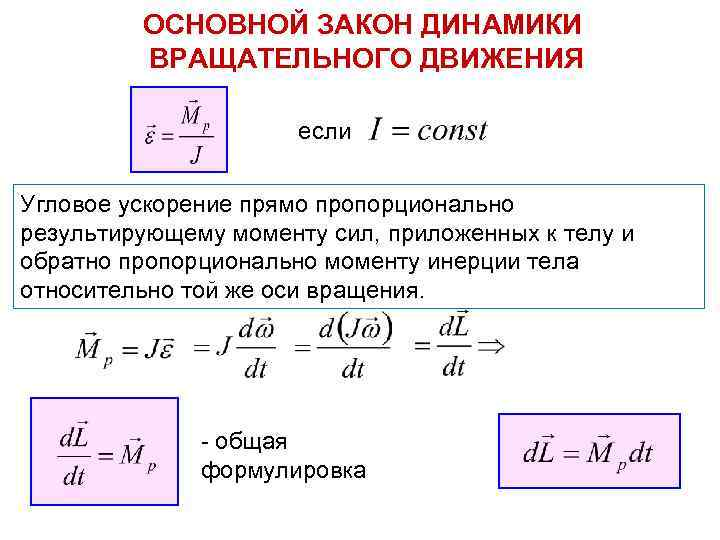 ОСНОВНОЙ ЗАКОН ДИНАМИКИ
ВРАЩАТЕЛЬНОГО ДВИЖЕНИЯ
$\vec{\varepsilon} = \frac{\vec{M}_p}{J}$ если $I = const$
Угловое ускорение прямо пропорционально
результирующему моменту сил, приложенных к телу и
обратно пропорционально моменту инерции тела
относительно той же оси вращения.
$\vec{M}_p = J\vec{\varepsilon} = J\frac{d\vec{\omega}}{dt} = \frac{d(J\vec{\omega})}{dt} = \frac{d\vec{L}}{dt} \Rightarrow$
$\frac{d\vec{L}}{dt} = \vec{M}_p$
- общая
формулировка
$d\vec{L} = \vec{M}_p dt$